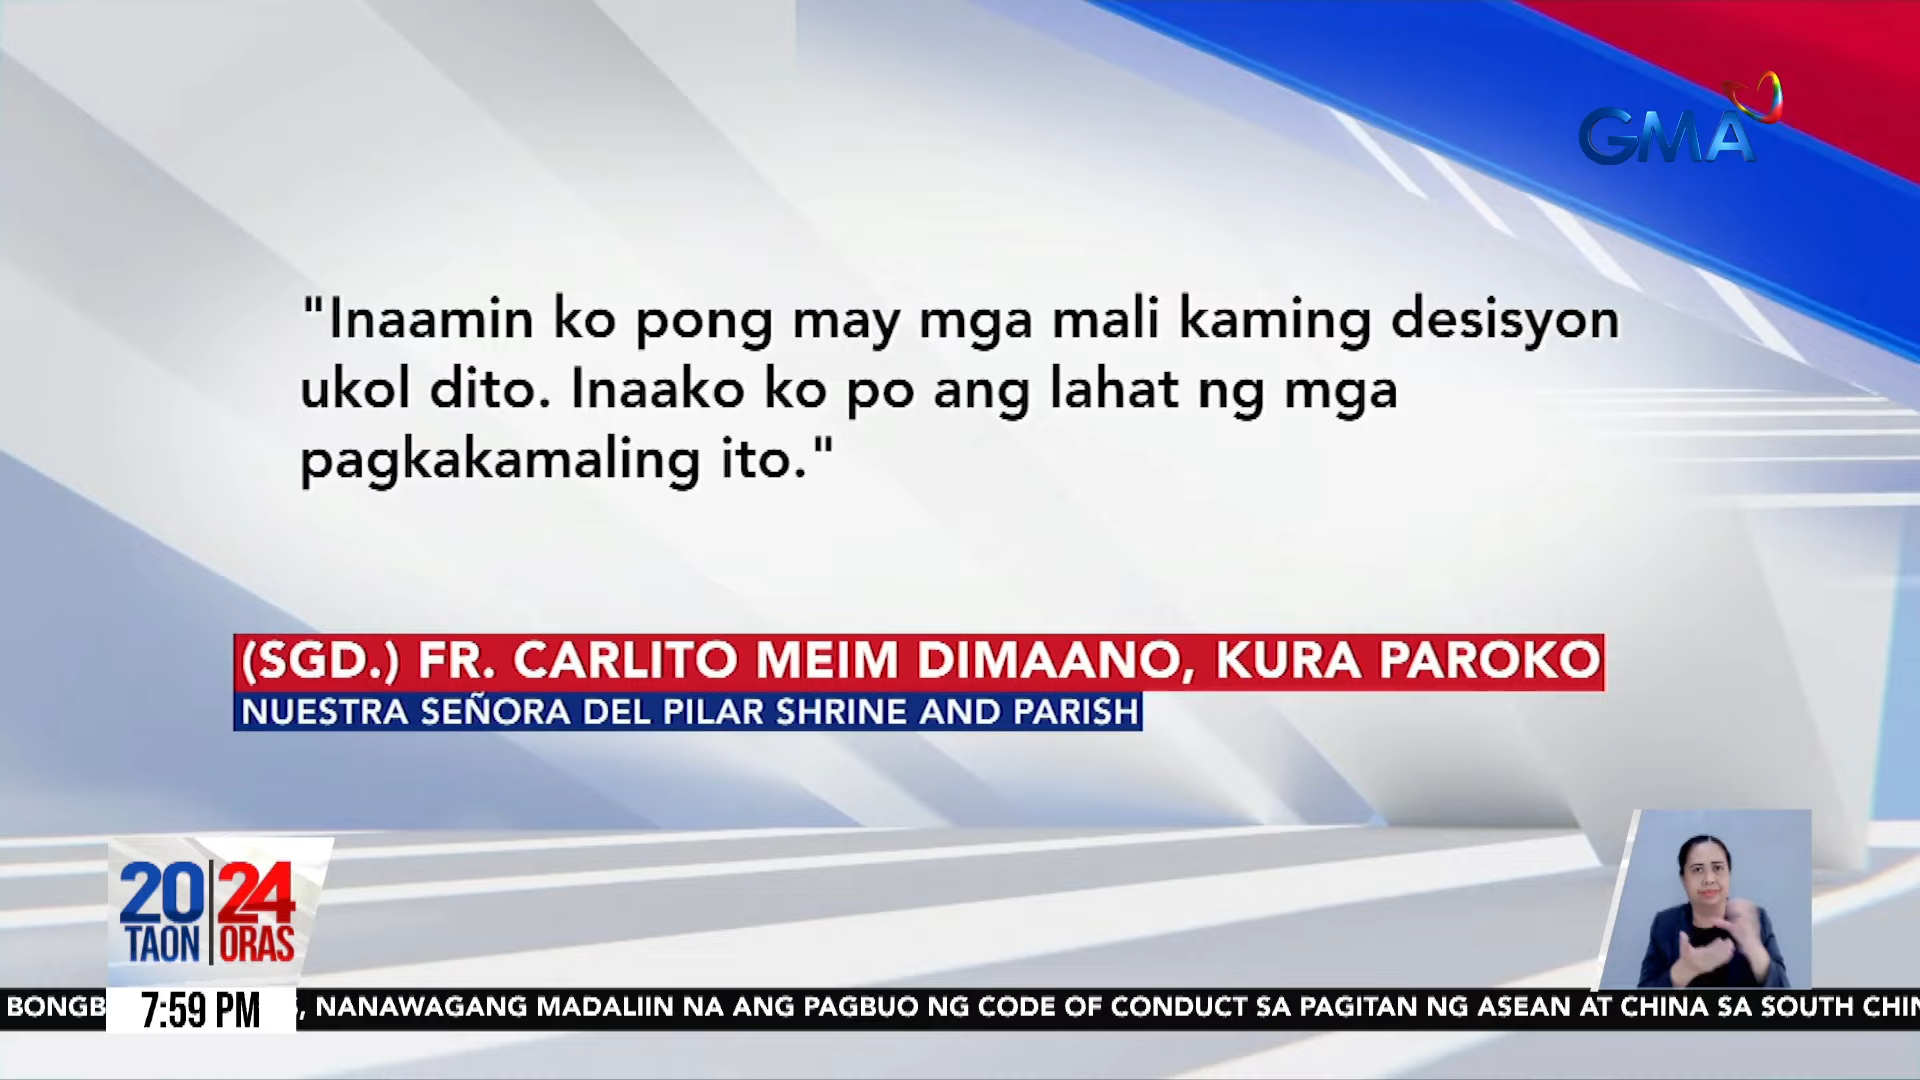 GMA
"Inaamin ko pong may mga mali kaming desisyon
ukol dito. Inaako ko po ang lahat ng mga
pagkakamaling ito."
(SGD.) FR. CARLITO MEIM DIMAANO, KURA PAROKO
NUESTRA SEÑORA DEL PILAR SHRINE AND PARISH
20 TAON 24 ORAS
7:59 PM
, NANAWAGANG MADALIIN NA ANG PAGBUO NG CODE OF CONDUCT SA PAGITAN NG ASEAN AT CHINA SA SOUTH